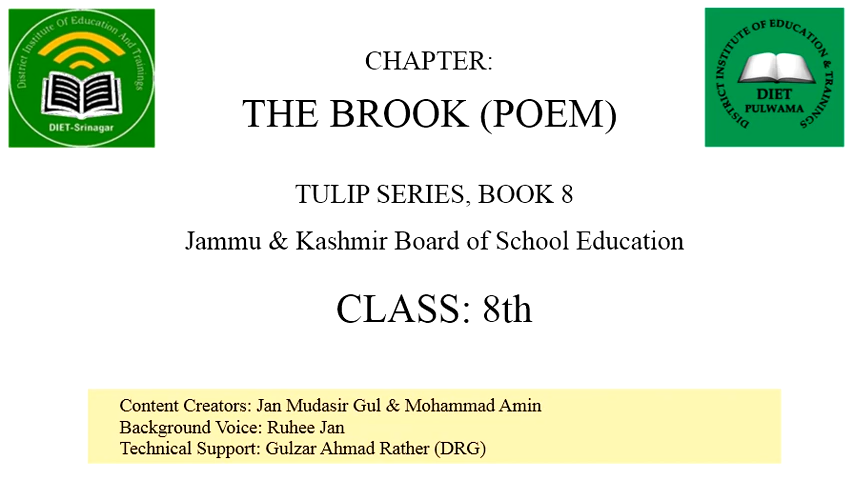 District Institute Of Education And Trainings
DIET-Srinagar
DISTRICT INSTITUTE OF EDUCATION & TRAININGS
DIET
PULWAMA
CHAPTER:
THE BROOK (POEM)
TULIP SERIES, BOOK 8
Jammu & Kashmir Board of School Education
CLASS: 8th
Content Creators: Jan Mudasir Gul & Mohammad Amin
Background Voice: Ruhee Jan
Technical Support: Gulzar Ahmad Rather (DRG)